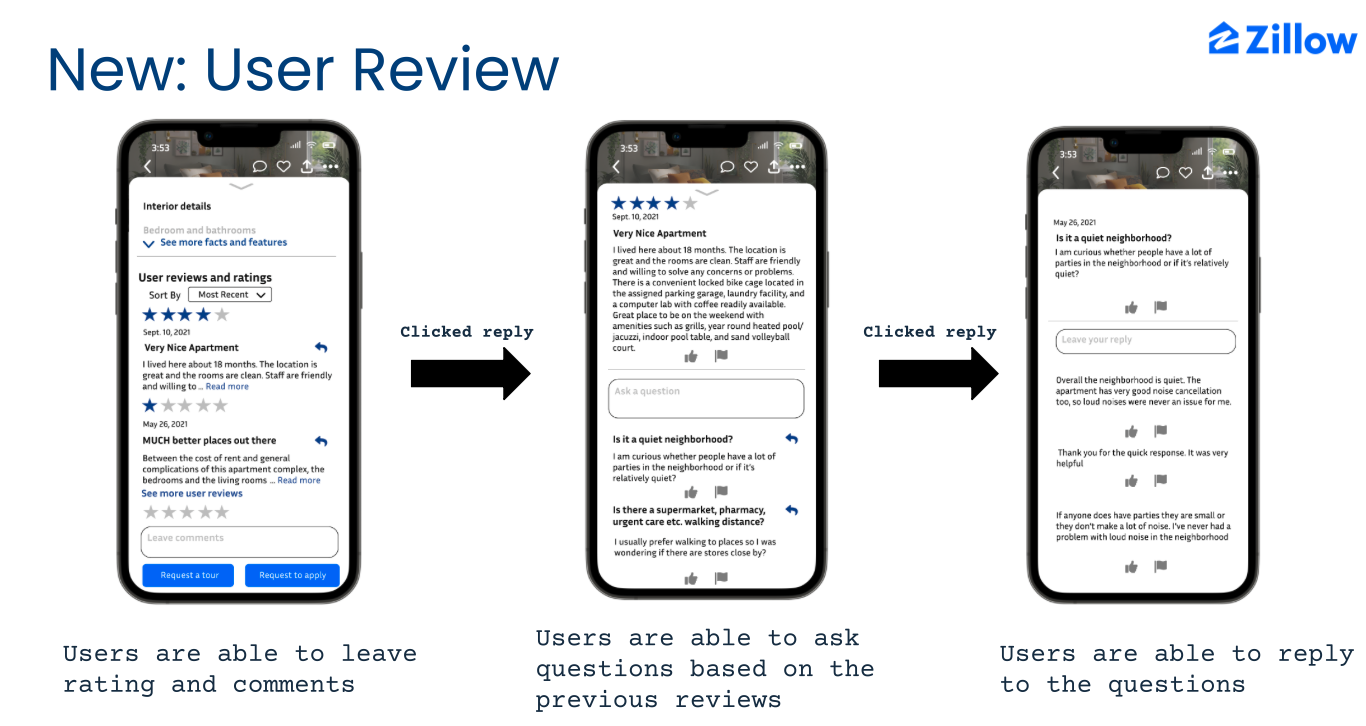 New: User Review
Zillow
3:53
Interior details
Bedroom and bathrooms
See more facts and features
User reviews and ratings
Sort By Most Recent
Sept. 10, 2021
Very Nice Apartment
I lived here about 18 months. The location is
great and the rooms are clean. Staff are friendly
and willing to ... Read more
May 26, 2021
MUCH better places out there
Between the cost of rent and general
complications of this apartment complex, the
bedrooms and the living rooms ... Read more
See more user reviews
Leave comments
Request a tour
Request to apply
Users are able to leave
rating and comments
Clicked reply
3:53
Sept. 10, 2021
Very Nice Apartment
I lived here about 18 months. The location is
great and the rooms are clean. Staff are friendly
and willing to solve any concerns or problems.
There is a convenient locked bike cage located in
the assigned parking garage, laundry facility, and
a computer lab with coffee readily available.
Great place to be on the weekend with
amenities such as grills, year round heated pool/
jacuzzi, indoor pool table, and sand volleyball
court.
Ask a question
Is it a quiet neighborhood?
I am curious whether people have a lot of
parties in the neighborhood or if it's
relatively quiet?
Is there a supermarket, pharmacy,
urgent care etc. walking distance?
I usually prefer walking to places so I was
wondering if there are stores close by?
Users are able to ask
questions based on the
previous reviews
Clicked reply
3:53
May 26, 2021
Is it a quiet neighborhood?
I am curious whether people have a lot of
parties in the neighborhood or if it's relatively
quiet?
Leave your reply
Overall the neighborhood is quiet. The
apartment has very good noise cancellation
too, so loud noises were never an issue for me.
Thank you for the quick response. It was very
helpful
If anyone does have parties they are small or
they don't make a lot of noise. I've never had a
problem with loud noise in the neighborhood
Users are able to reply
to the questions